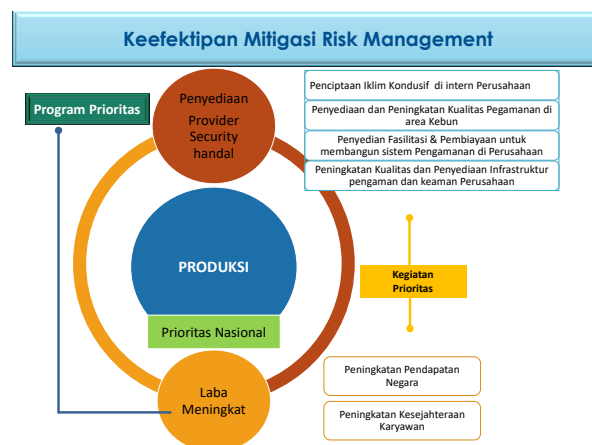 Keefektipan Mitigasi Risk Management
Program Prioritas
Penyediaan
Provider
Security
handal
Penciptaan Iklim Kondusif di intern Perusahaan
Penyediaan dan Peningkatan Kualitas Pegamanan di
area Kebun
Penyedian Fasilitasi & Pembiayaan untuk
membangun sistem Pengamanan di Perusahaan
Peningkatan Kualitas dan Penyediaan Infrastruktur
pengaman dan keaman Perusahaan
PRODUKSI
Kegiatan
Prioritas
Prioritas Nasional
Laba
Meningkat
Peningkatan Pendapatan
Negara
Peningkatan Kesejahteraan
Karyawan